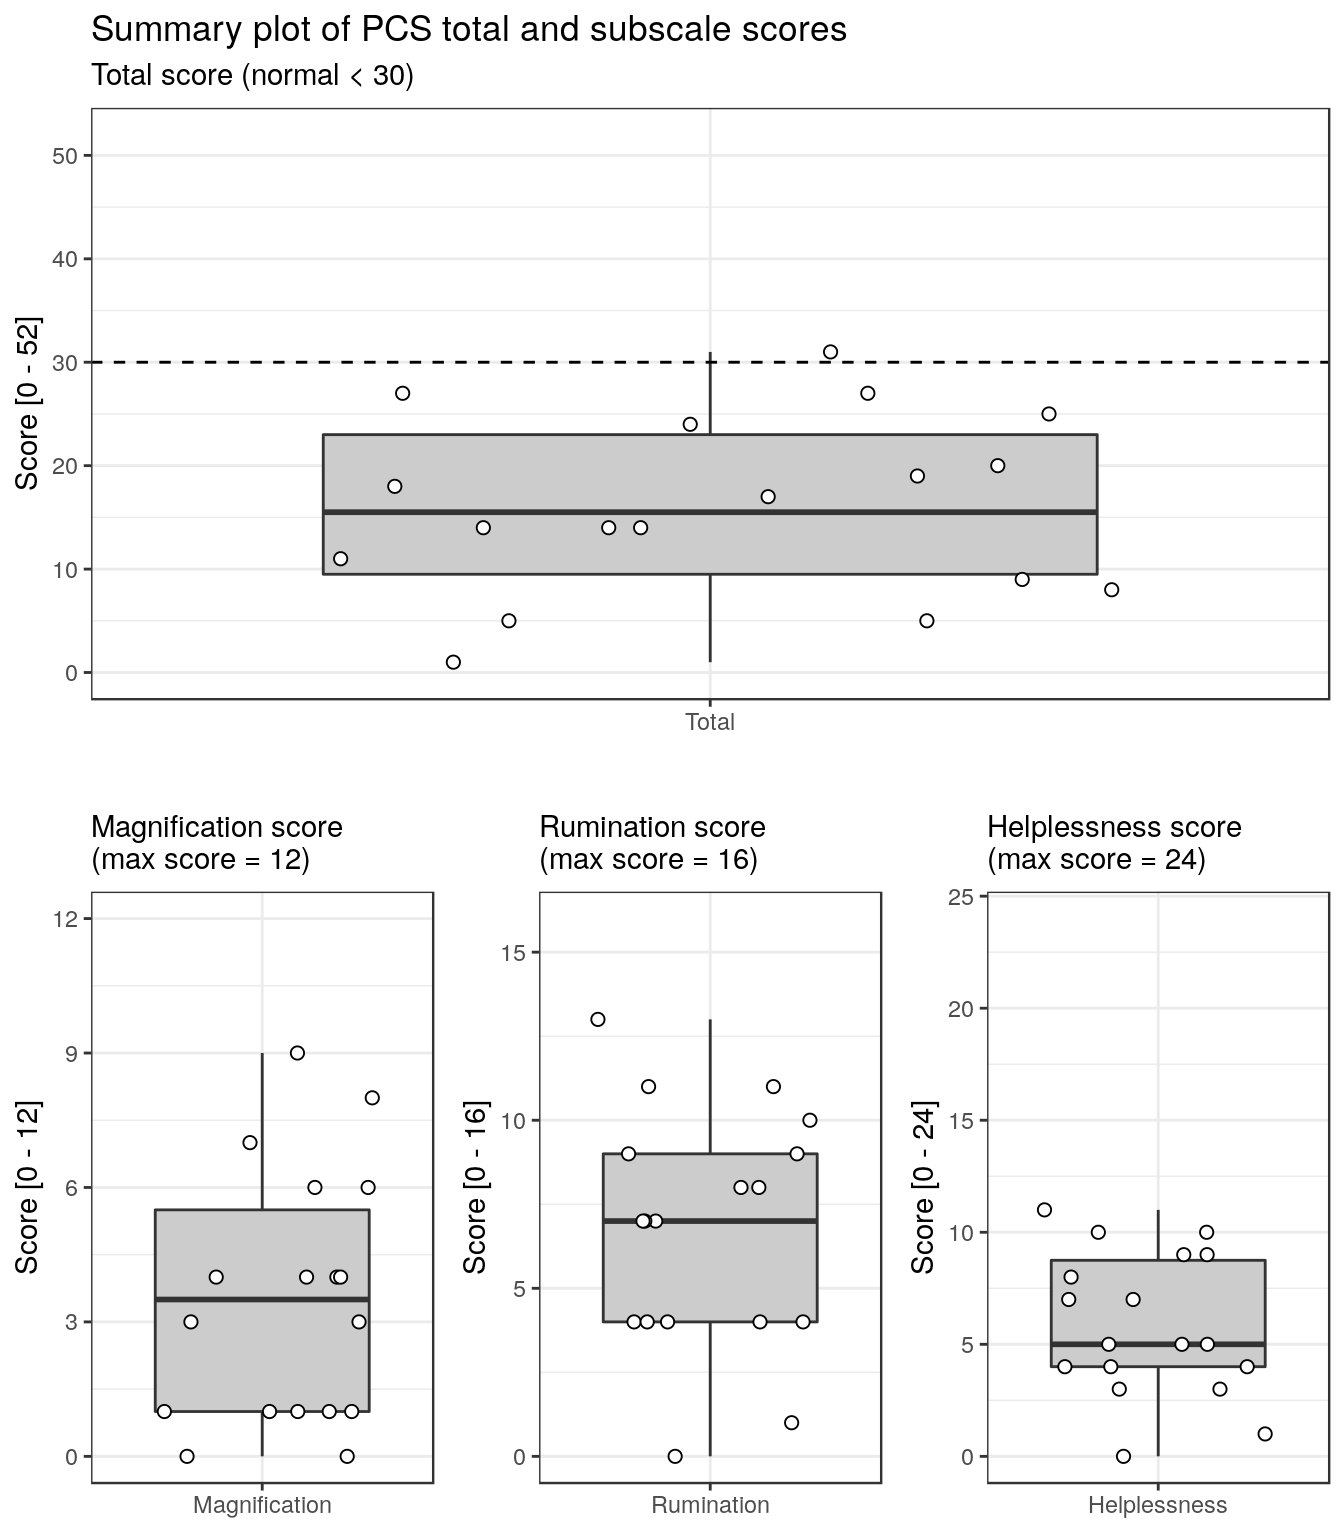 Summary plot of PCS total and subscale scores
Total score (normal < 30)
Score [0 - 52]
50
40
30
20
10
0
Total
Magnification score
(max score = 12)
Score [0 - 12]
12
9
6
3
0
Magnification
Rumination score
(max score = 16)
Score [0 - 16]
15
10
5
0
Rumination
Helplessness score
(max score = 24)
Score [0 - 24]
25
20
15
10
5
0
Helplessness